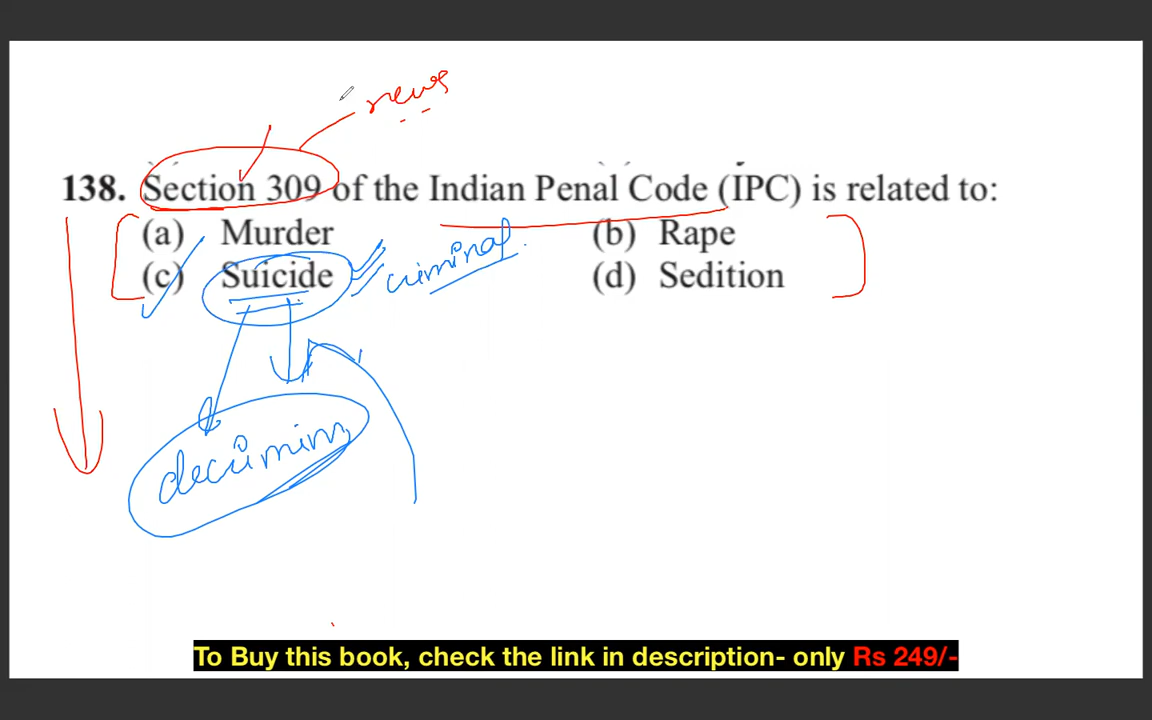 news
138. Section 309 of the Indian Penal Code (IPC) is related to:
(a) Murder (b) Rape
(c) Suicide criminal (d) Sedition
decrimin
To Buy this book, check the link in description- only Rs 249/-